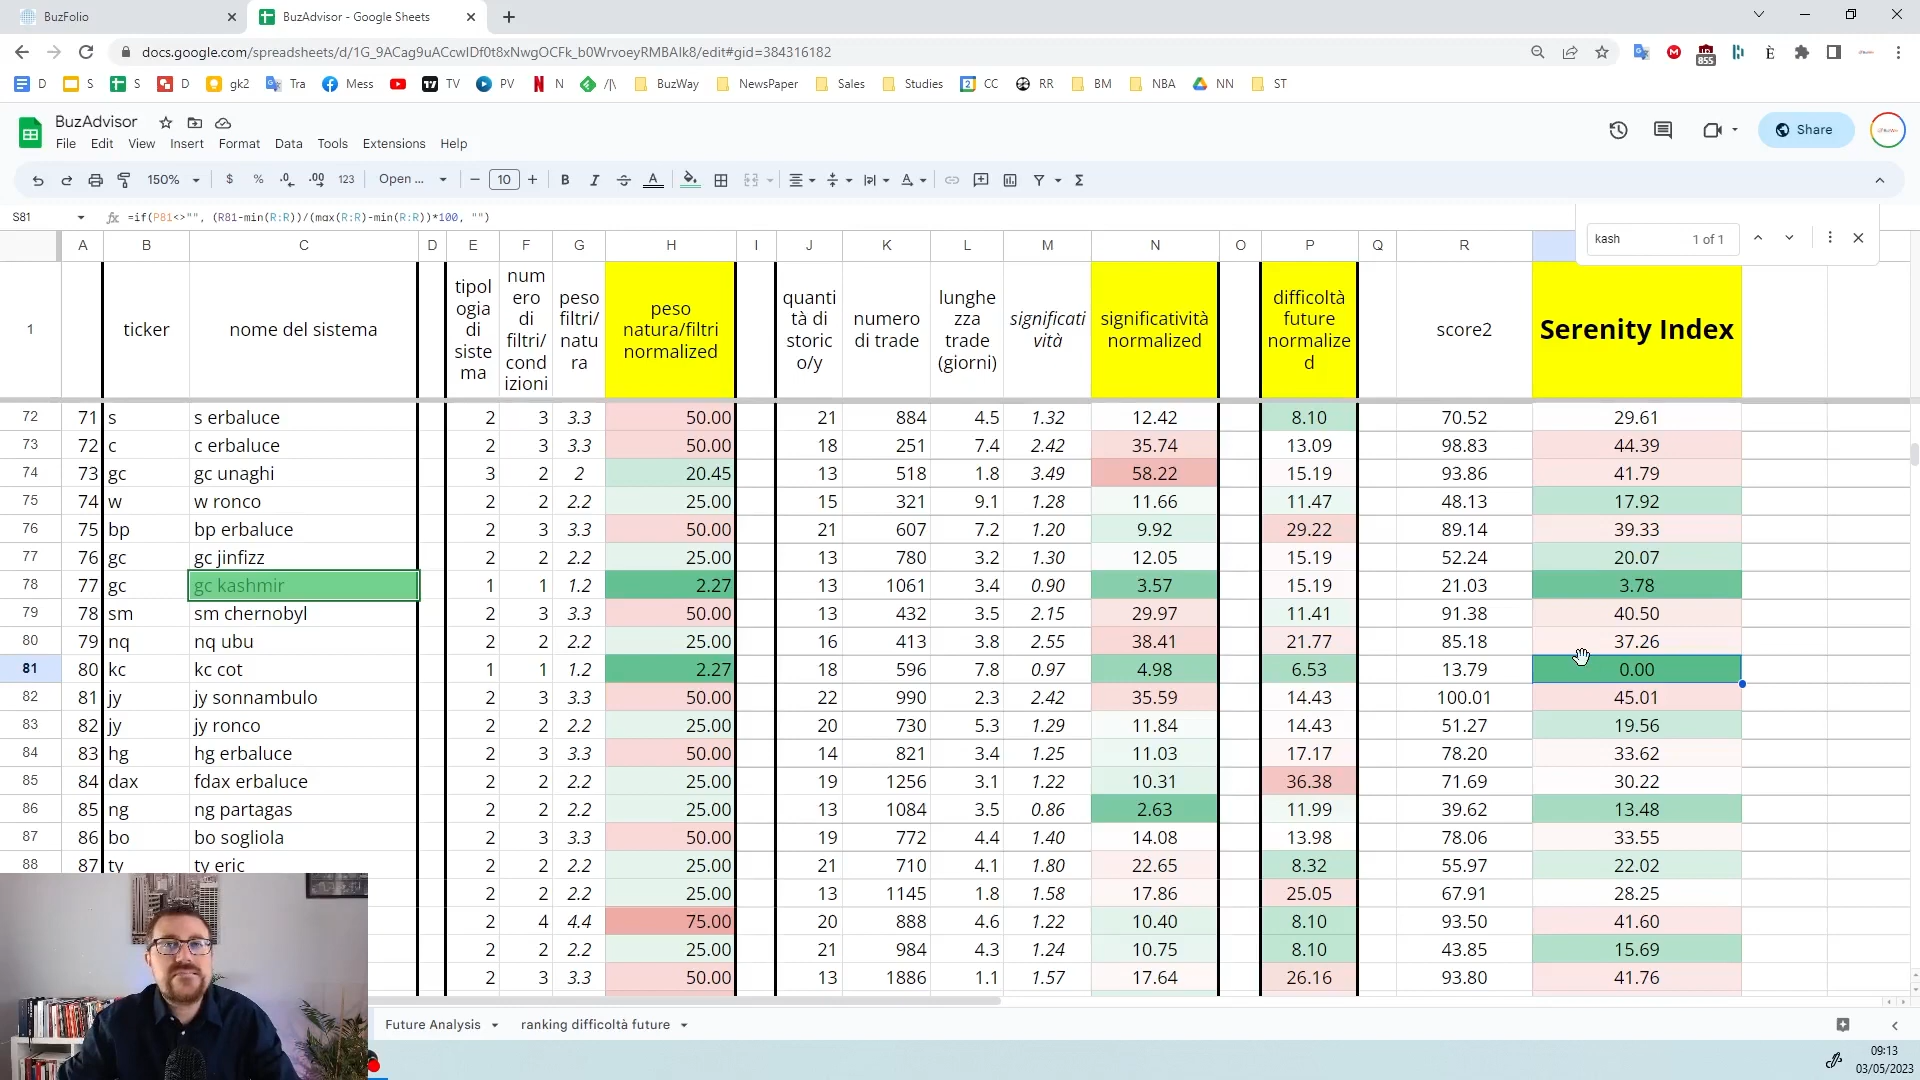 BuzFolio
BuzAdvisor - Google Sheets
docs.google.com/spreadsheets/d/1G_9ACag9uACcwIDf0t8xNwgOCFk_b0WrvoeyRMBAIk8/edit#gid=384316182
855
D S S D gk2 Tra Mess TV PV N /|\ BuzWay NewsPaper Sales Studies CC RR BM NBA NN ST
BuzAdvisor
File Edit View Insert Format Data Tools Extensions Help
Share
150% $ % .0 .00 123 Open ... 10 B I A
S81
=if(P81<>"", (R81-min(R:R))/(max(R:R)-min(R:R))*100, "")
kash 1 of 1
A B C D E F G H I J K L M N O P Q R
1 ticker nome del sistema tipologia di sistema numero di filtri/condizioni peso filtri/natura peso natura/filtri normalized quantità di storico/y numero di trade lunghezza trade (giorni) significatività significatività normalized difficoltà future normalized score2 Serenity Index
72 71 s s erbaluce 2 3 3.3 50.00 21 884 4.5 1.32 12.42 8.10 70.52 29.61
73 72 c c erbaluce 2 3 3.3 50.00 18 251 7.4 2.42 35.74 13.09 98.83 44.39
74 73 gc gc unaghi 3 2 2 20.45 13 518 1.8 3.49 58.22 15.19 93.86 41.79
75 74 w w ronco 2 2 2.2 25.00 15 321 9.1 1.28 11.66 11.47 48.13 17.92
76 75 bp bp erbaluce 2 3 3.3 50.00 21 607 7.2 1.20 9.92 29.22 89.14 39.33
77 76 gc gc jinfizz 2 2 2.2 25.00 13 780 3.2 1.30 12.05 15.19 52.24 20.07
78 77 gc gc kashmir 1 1 1.2 2.27 13 1061 3.4 0.90 3.57 15.19 21.03 3.78
79 78 sm sm chernobyl 2 3 3.3 50.00 13 432 3.5 2.15 29.97 11.41 91.38 40.50
80 79 nq nq ubu 2 2 2.2 25.00 16 413 3.8 2.55 38.41 21.77 85.18 37.26
81 80 kc kc cot 1 1 1.2 2.27 18 596 7.8 0.97 4.98 6.53 13.79 0.00
82 81 jy jy sonnambulo 2 3 3.3 50.00 22 990 2.3 2.42 35.59 14.43 100.01 45.01
83 82 jy jy ronco 2 2 2.2 25.00 20 730 5.3 1.29 11.84 14.43 51.27 19.56
84 83 hg hg erbaluce 2 3 3.3 50.00 14 821 3.4 1.25 11.03 17.17 78.20 33.62
85 84 dax fdax erbaluce 2 2 2.2 25.00 19 1256 3.1 1.22 10.31 36.38 71.69 30.22
86 85 ng ng partagas 2 2 2.2 25.00 13 1084 3.5 0.86 2.63 11.99 39.62 13.48
87 86 bo bo sogliola 2 3 3.3 50.00 19 772 4.4 1.40 14.08 13.98 78.06 33.55
88 87 ty ty eric 2 2 2.2 25.00 21 710 4.1 1.80 22.65 8.32 55.97 22.02
2 2 2.2 25.00 13 1145 1.8 1.58 17.86 25.05 67.91 28.25
2 4 4.4 75.00 20 888 4.6 1.22 10.40 8.10 93.50 41.60
2 2 2.2 25.00 21 984 4.3 1.24 10.75 8.10 43.85 15.69
2 3 3.3 50.00 13 1886 1.1 1.57 17.64 26.16 93.80 41.76
Future Analysis ranking difficoltà future
09:13
03/05/2023